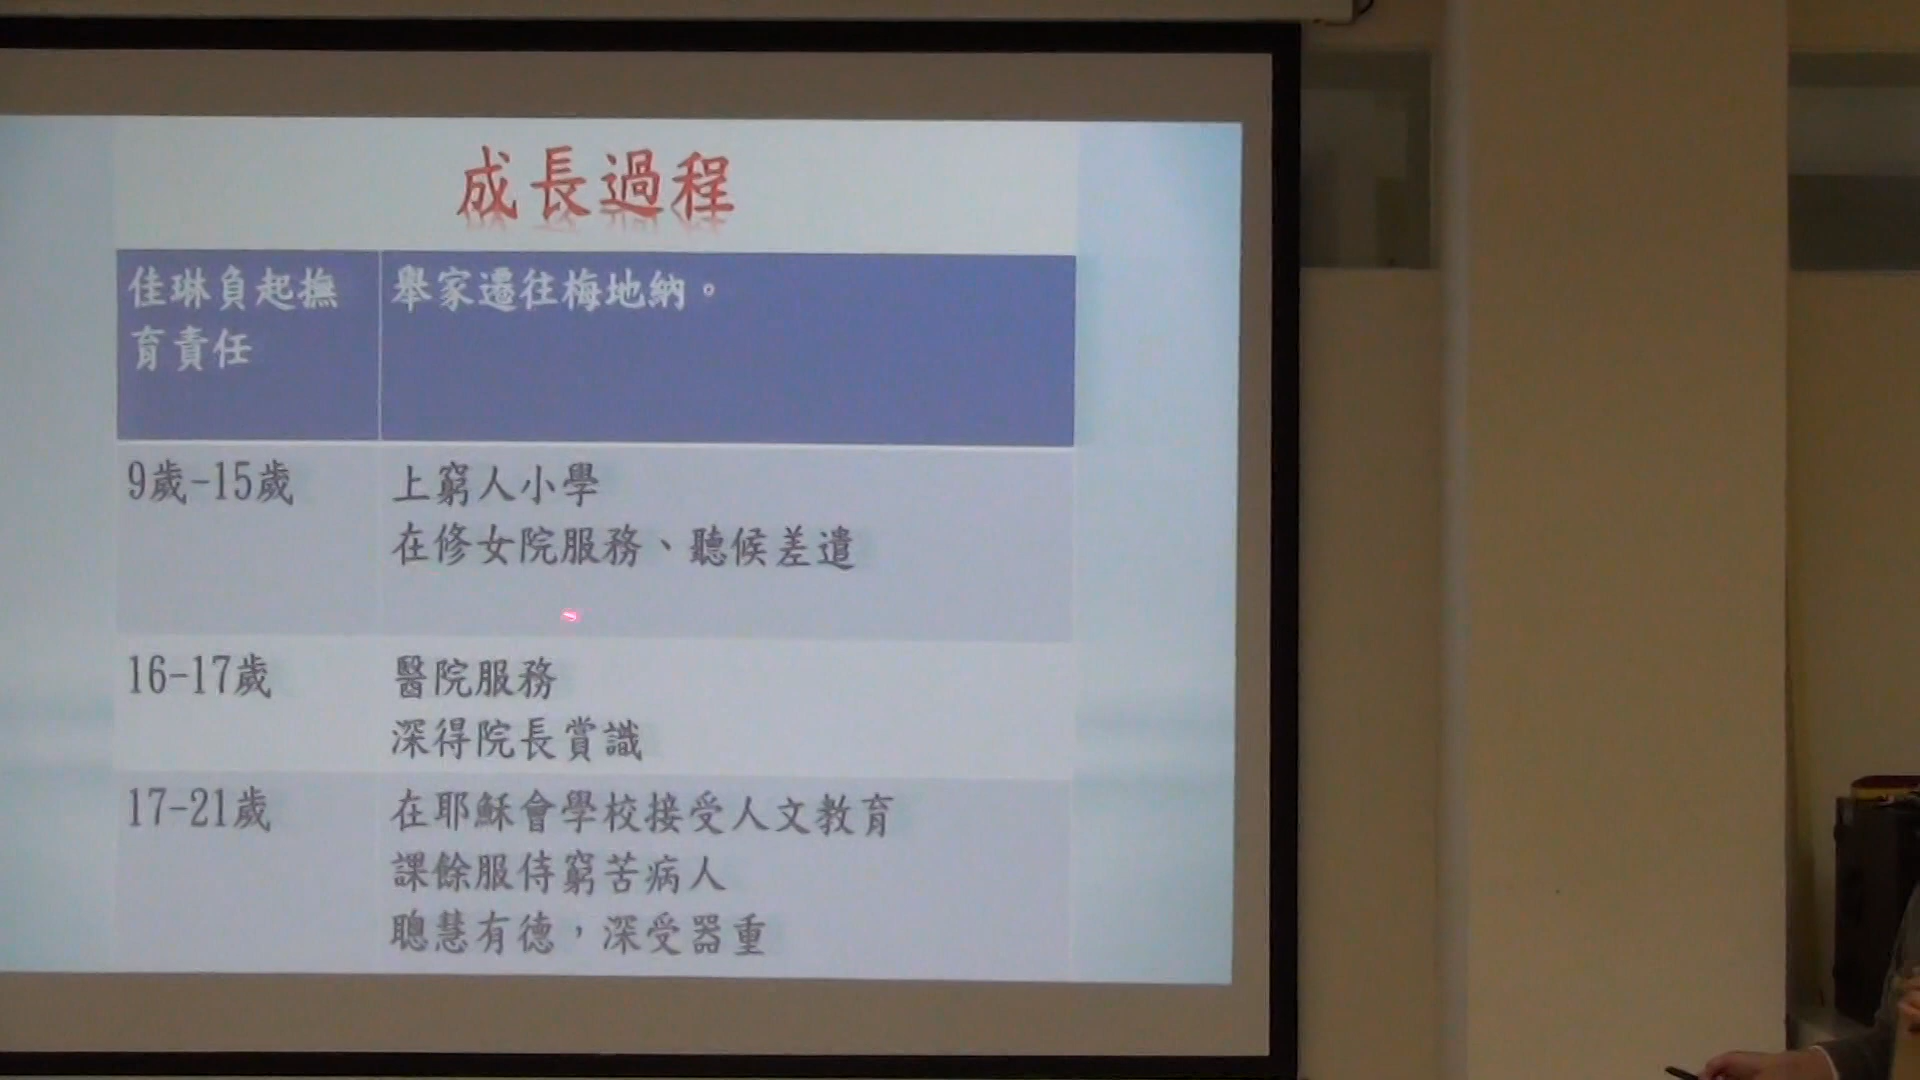 成長過程
佳琳負起撫
育責任
舉家遷往梅地納。
9歲-15歲
上窮人小學
在修女院服務、聽候差遣
16-17歲
醫院服務
深得院長賞識
17-21歲
在耶穌會學校接受人文教育
課餘服侍窮苦病人
聰慧有德，深受器重